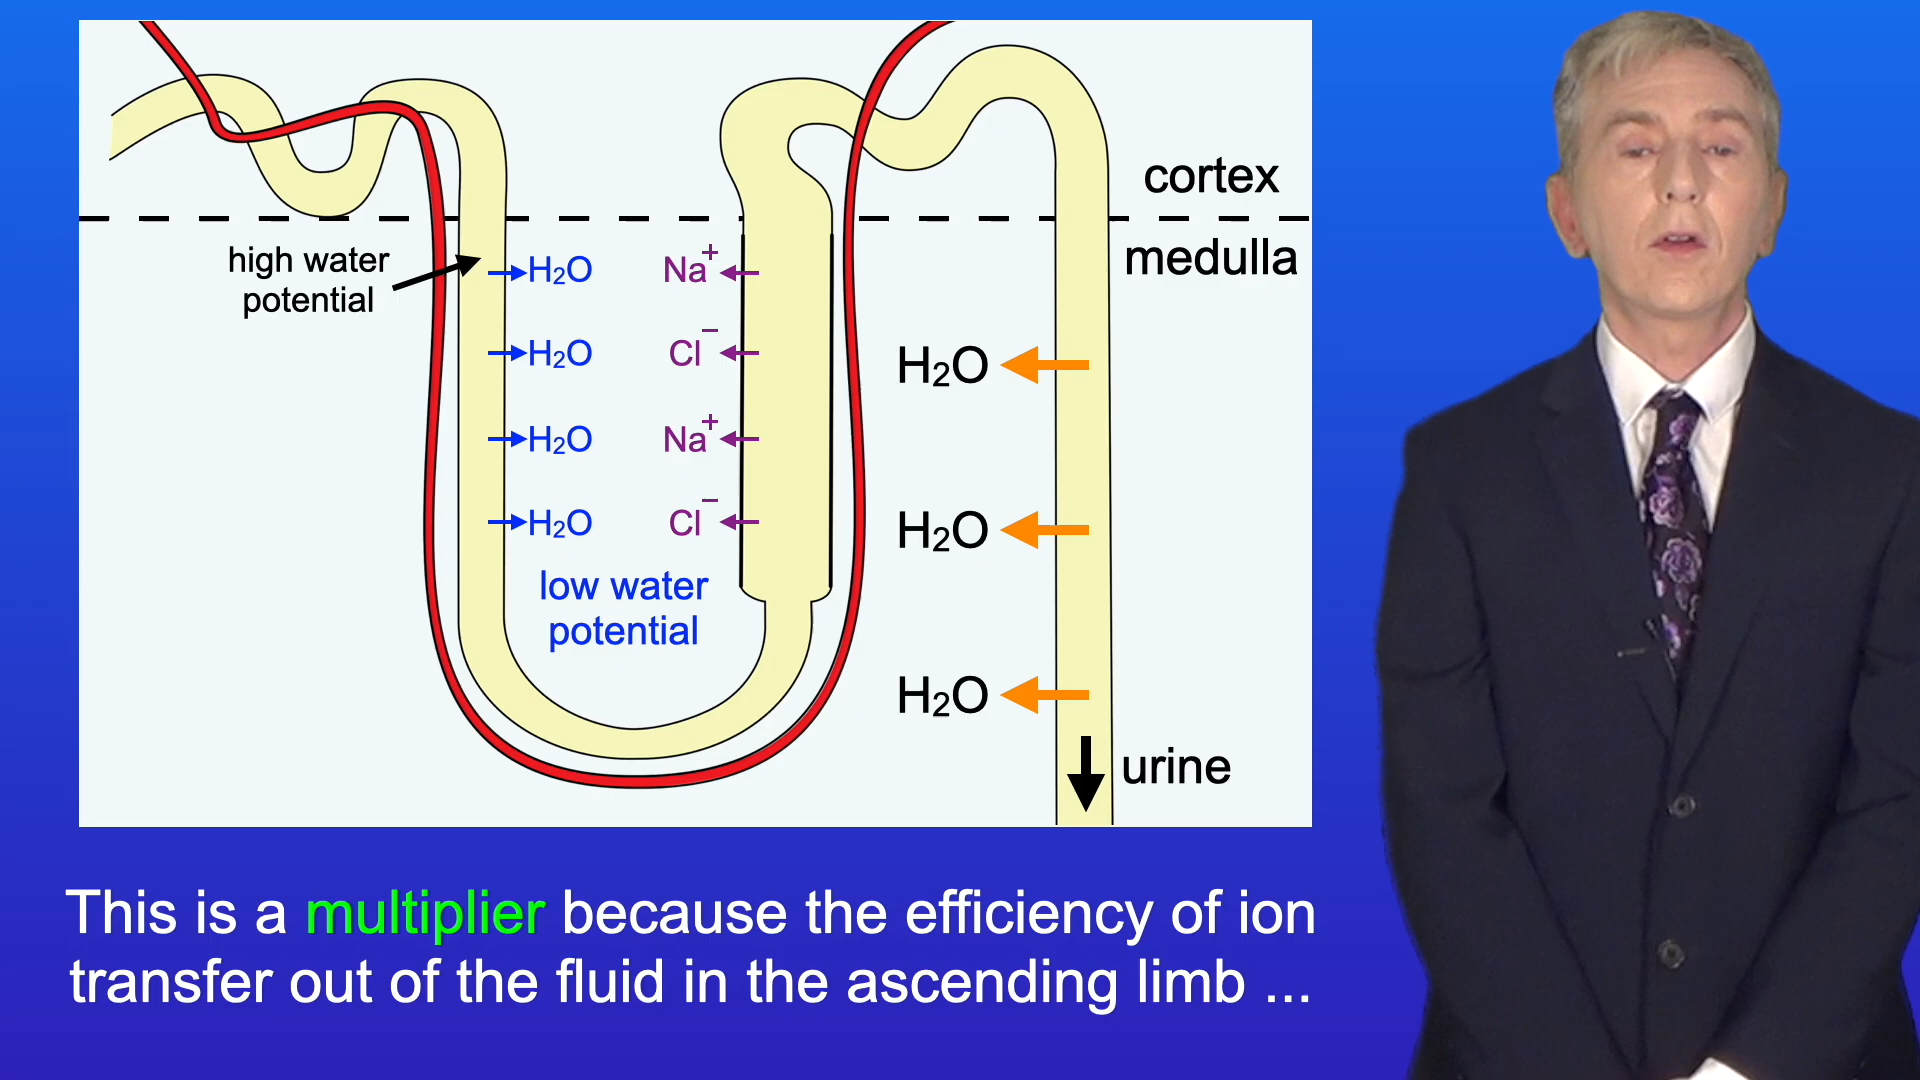 cortex
medulla
high water
potential
H₂O
Na⁺
H₂O
Cl⁻
H₂O
H₂O
Na⁺
H₂O
H₂O
Cl⁻
low water
potential
H₂O
urine
This is a multiplier because the efficiency of ion
transfer out of the fluid in the ascending limb ...